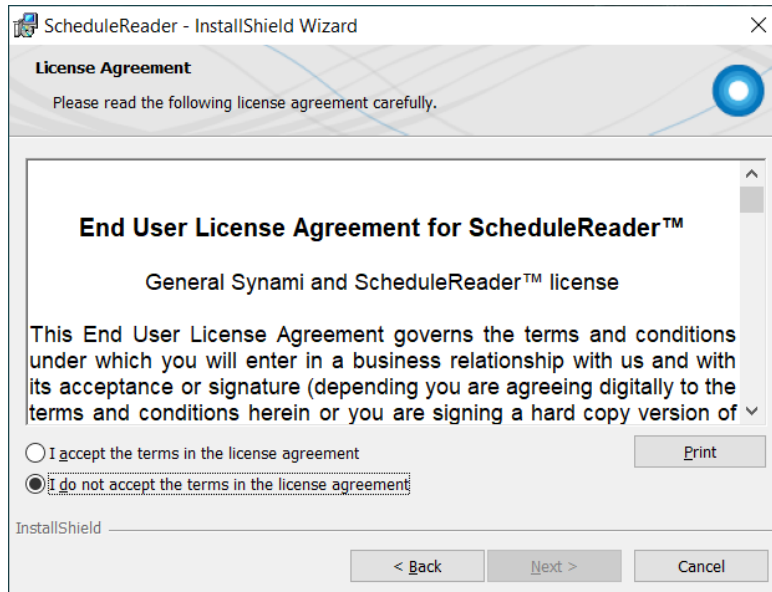 ScheduleReader - InstallShield Wizard
License Agreement
Please read the following license agreement carefully.
End User License Agreement for ScheduleReader™
General Synami and ScheduleReader™ license
This End User License Agreement governs the terms and conditions
under which you will enter in a business relationship with us and with
its acceptance or signature (depending you are agreeing digitally to the
terms and conditions herein or you are signing a hard copy version of
I accept the terms in the license agreement
Print
I do not accept the terms in the license agreement
InstallShield
< Back
Next >
Cancel